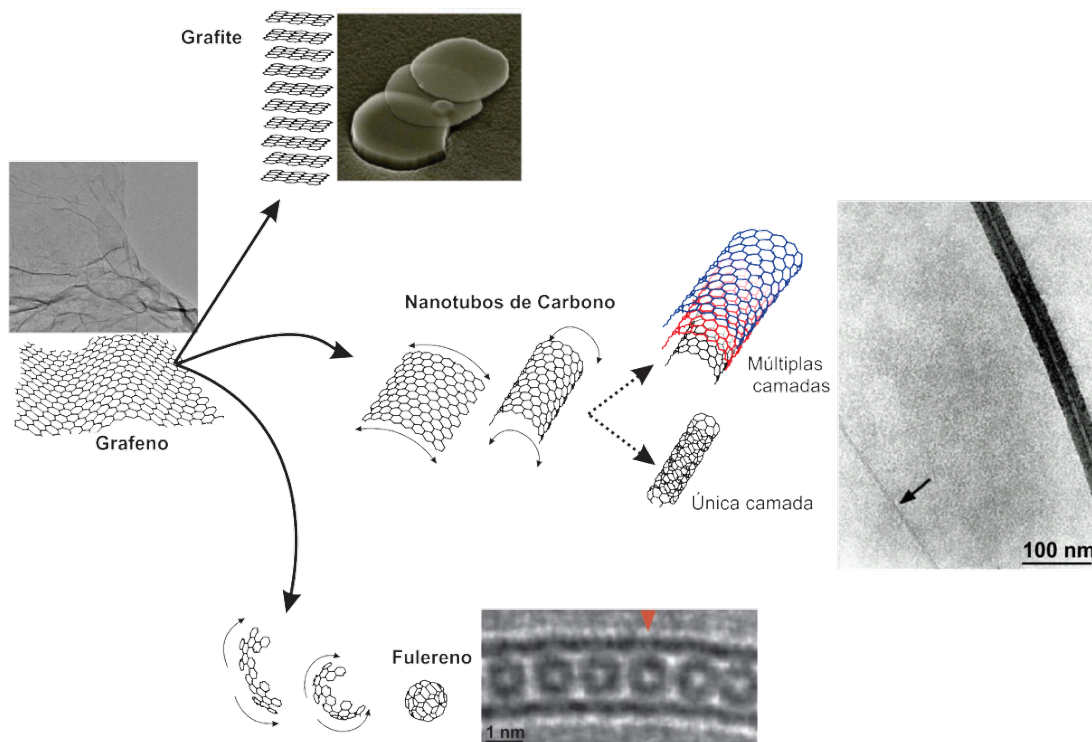 Grafite
Nanotubos de Carbono
Múltiplas
camadas
Grafeno
Única camada
100 nm
Fulereno
1 nm